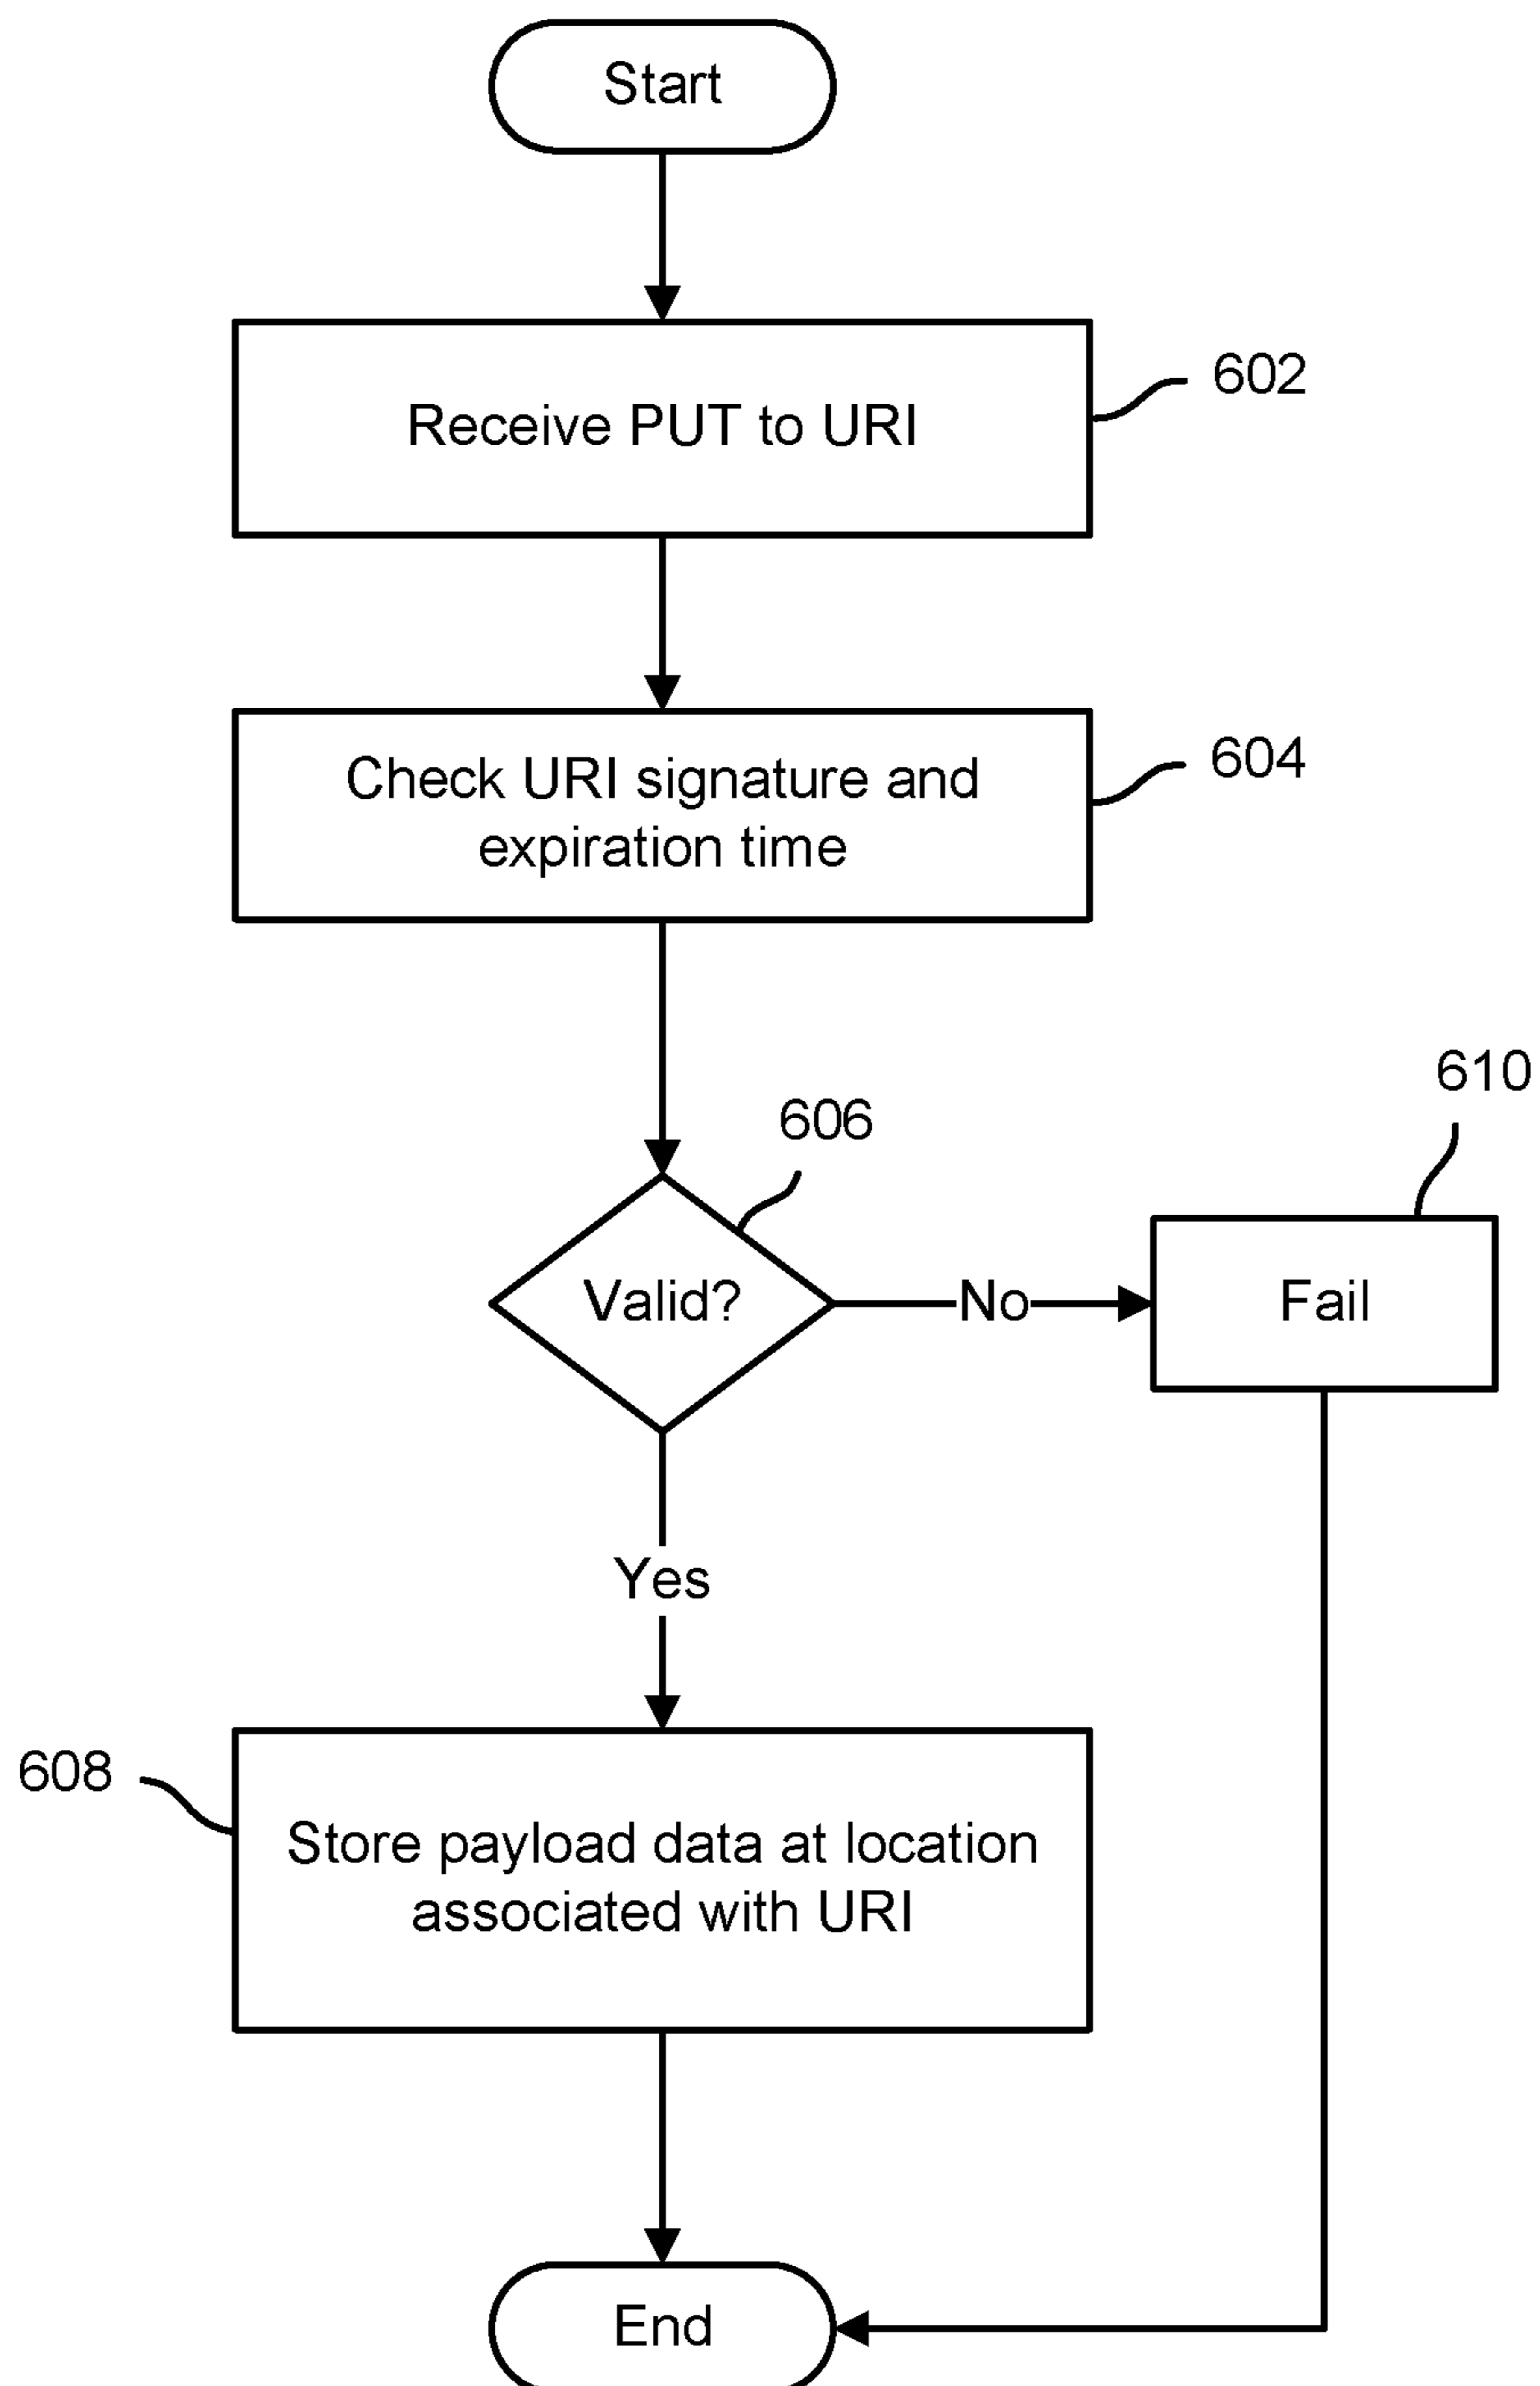 Start
602
Receive PUT to URI
604
Check URI signature and
expiration time
610
606
Valid?
No
Fail
Yes
608
Store payload data at location
associated with URI
End